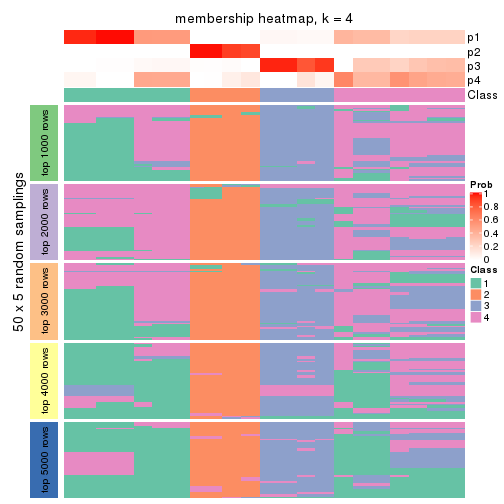 membership heatmap, k = 4
p1
p2
p3
p4
Class
50 x 5 random samplings
top 1000 rows
top 2000 rows
top 3000 rows
top 4000 rows
top 5000 rows
Prob
1
0.8
0.6
0.4
0.2
0
Class
1
2
3
4